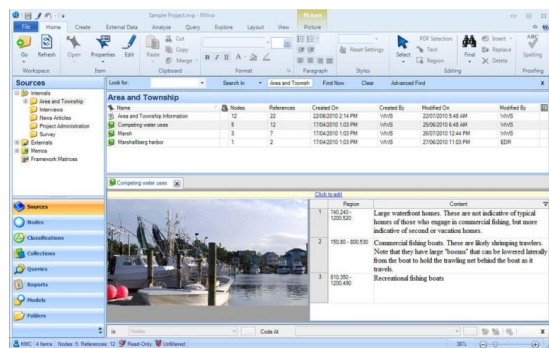 Sample Project.nvp - NVivo
Picture
File Home Create External Data Analyze Query Explore Layout View Picture
Go Refresh Open Properties Edit Paste Cut Copy Merge Reset Settings Select PDF Selection Text Region Insert Replace Delete Spelling
Workspace Item Clipboard Format Paragraph Styles Editing Proofing
Sources
Look for: Search In Area and Townsh Find Now Clear Advanced Find x
Internals
Area and Township
Interviews
News Articles
Project Administration
Survey
Externals
Memos
Framework Matrices
Area and Township
Name Nodes References Created On Created By Modified On Modified By
Area and Township Information 12 22 22/06/2010 2:14 PM WWS 22/07/2010 5:48 AM WWS
Competing water uses 5 12 17/04/2010 1:03 PM WWS 29/06/2010 6:48 AM WWS
Marsh 3 7 17/04/2010 1:03 PM WWS 26/07/2010 12:44 PM WWS
Marshallberg harbor 1 2 17/04/2010 1:03 PM WWS 27/06/2010 11:03 PM EDR
Competing water uses
Click to edit
Region Content
1 740,240 - 1200,520 Large waterfront homes. These are not indicative of typical
homes of those who engage in commercial fishing, but more
indicative of second or vacation homes.
2 150,80 - 800,530 Commercial fishing boats. These are likely shrimping trawlers.
Note that they have large "booms" that can be lowered laterally
from the boat to hold the trawling net behind the boat as it
travels.
3 810,350 - 1200,490 Recreational fishing boats
Sources
Nodes
Classifications
Collections
Queries
Reports
Models
Folders
In Nodes Code At x
KMC 4 Items Nodes: 5 References: 12 Read-Only Unfiltered 36%